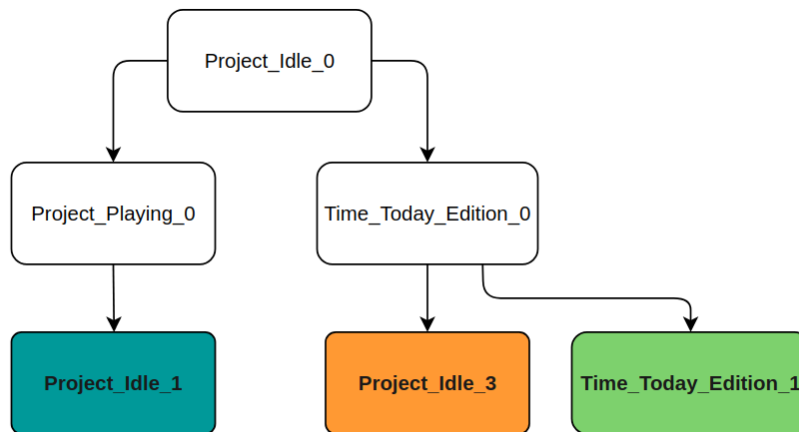 Project_Idle_0
Project_Playing_0
Time_Today_Edition_0
Project_Idle_1
Project_Idle_3
Time_Today_Edition_1